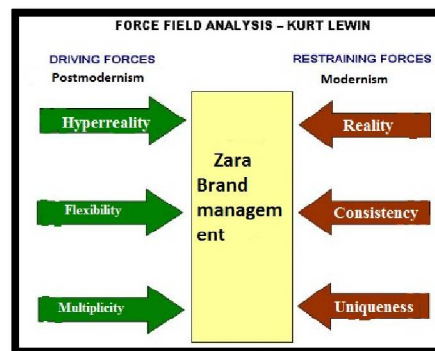 FORCE FIELD ANALYSIS – KURT LEWIN
DRIVING FORCES
Postmodernism
RESTRAINING FORCES
Modernism
Hyperreality
Zara
Brand
managem
ent
Reality
Flexibility
Consistency
Multiplicity
Uniqueness